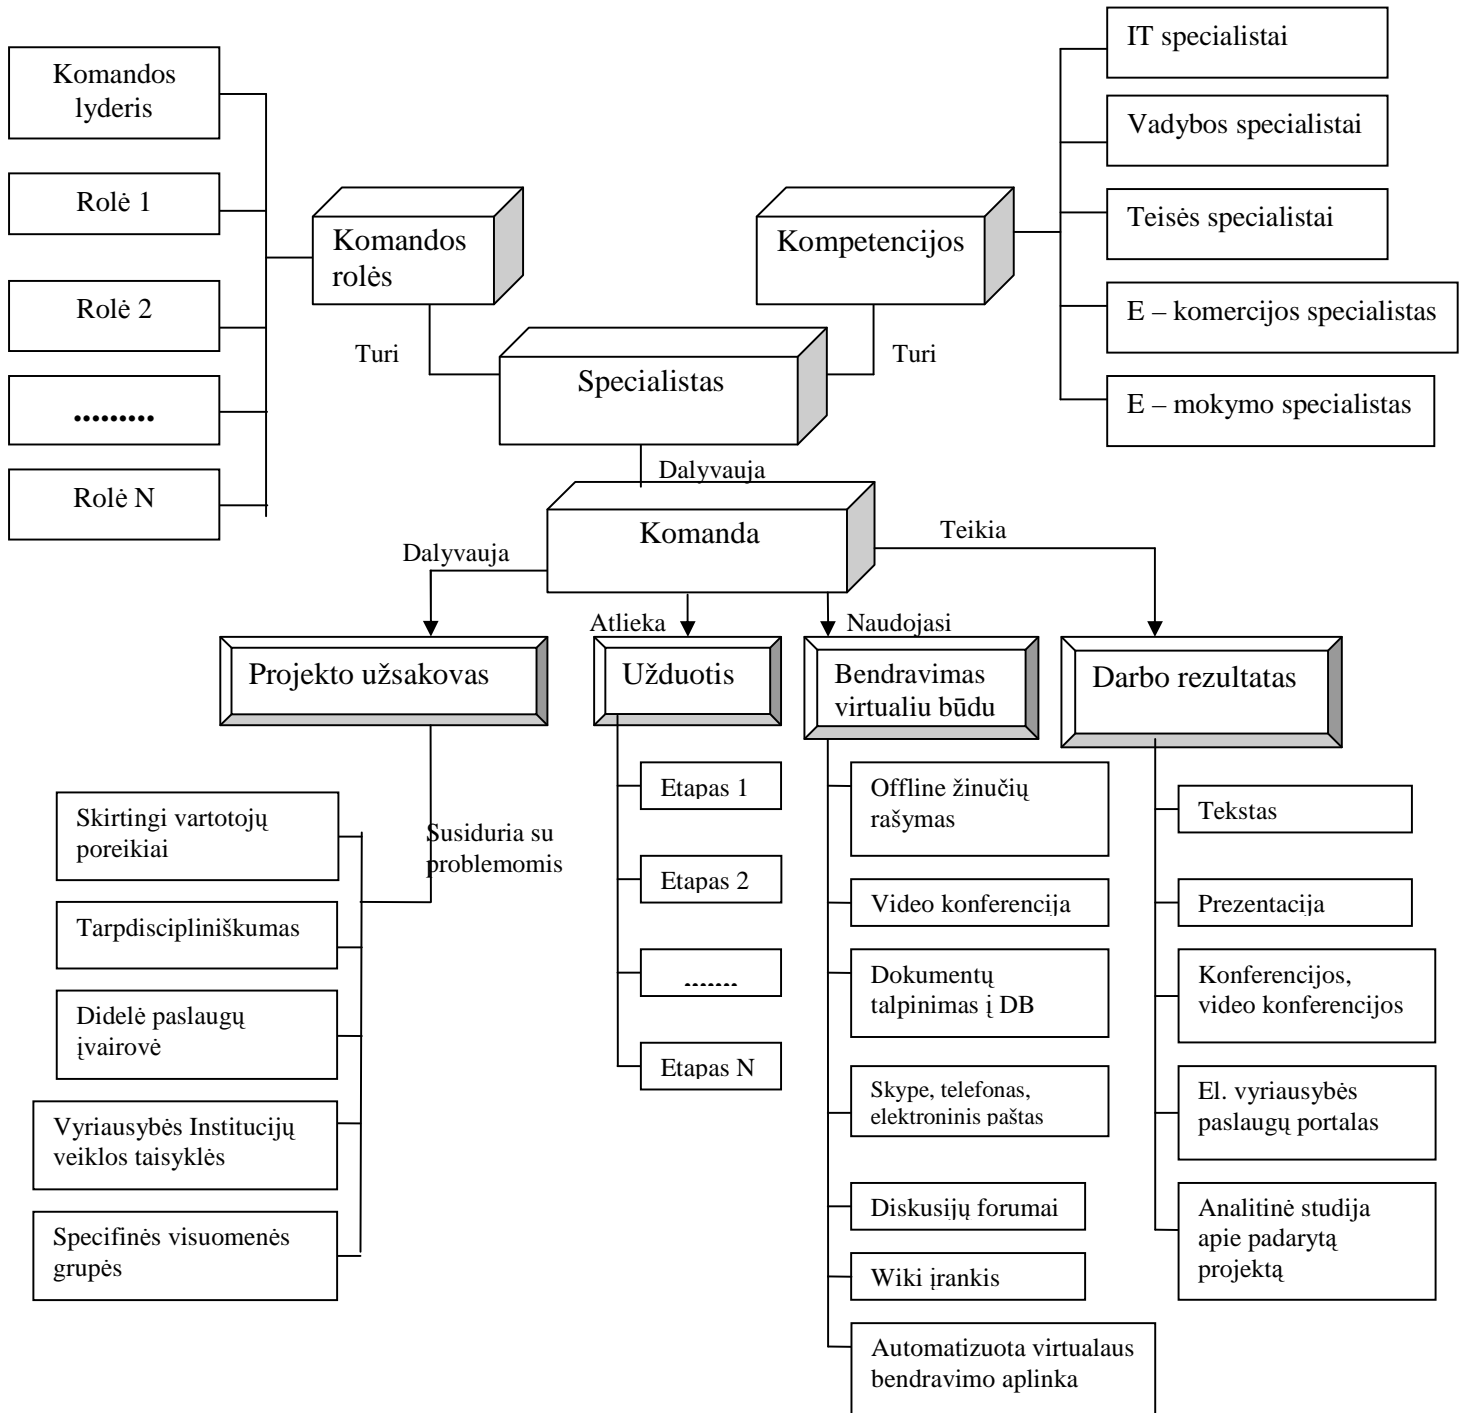 Komandos
lyderis
Rolė 1
Rolė 2
.........
Rolė N
Komandos
rolės
Turi
Kompetencijos
Turi
IT specialistai
Vadybos specialistai
Teisės specialistai
E – komercijos specialistas
E – mokymo specialistas
Specialistas
Dalyvauja
Komanda
Dalyvauja
Atlieka
Naudojasi
Teikia
Projekto užsakovas
Susiduria su
problemomis
Skirtingi vartotojų
poreikiai
Tarpdiscipliniškumas
Didelė paslaugų
įvairovė
Vyriausybės Institucijų
veiklos taisyklės
Specifinės visuomenės
grupės
Užduotis
Etapas 1
Etapas 2
.......
Etapas N
Bendravimas
virtualiu būdu
Offline žinučių
rašymas
Video konferencija
Dokumentų
talpinimas į DB
Skype, telefonas,
elektroninis paštas
Diskusijų forumai
Wiki įrankis
Automatizuota virtualaus
bendravimo aplinka
Darbo rezultatas
Tekstas
Prezentacija
Konferencijos,
video konferencijos
El. vyriausybės
paslaugų portalas
Analitinė studija
apie padarytą
projektą